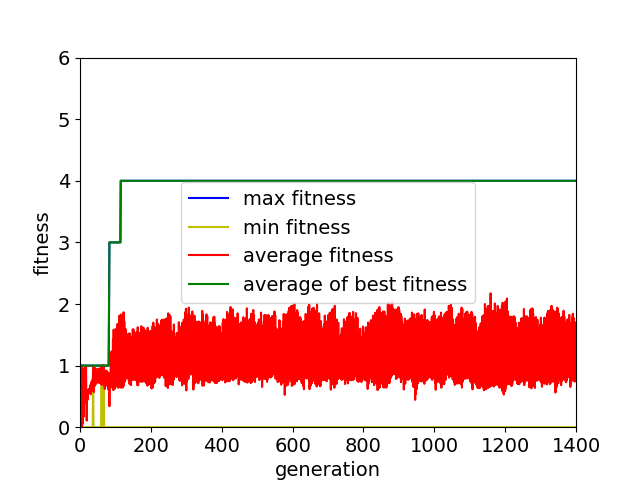 6
5
4
3
2
1
0
fitness
max fitness
min fitness
average fitness
average of best fitness
0 200 400 600 800 1000 1200 1400
generation